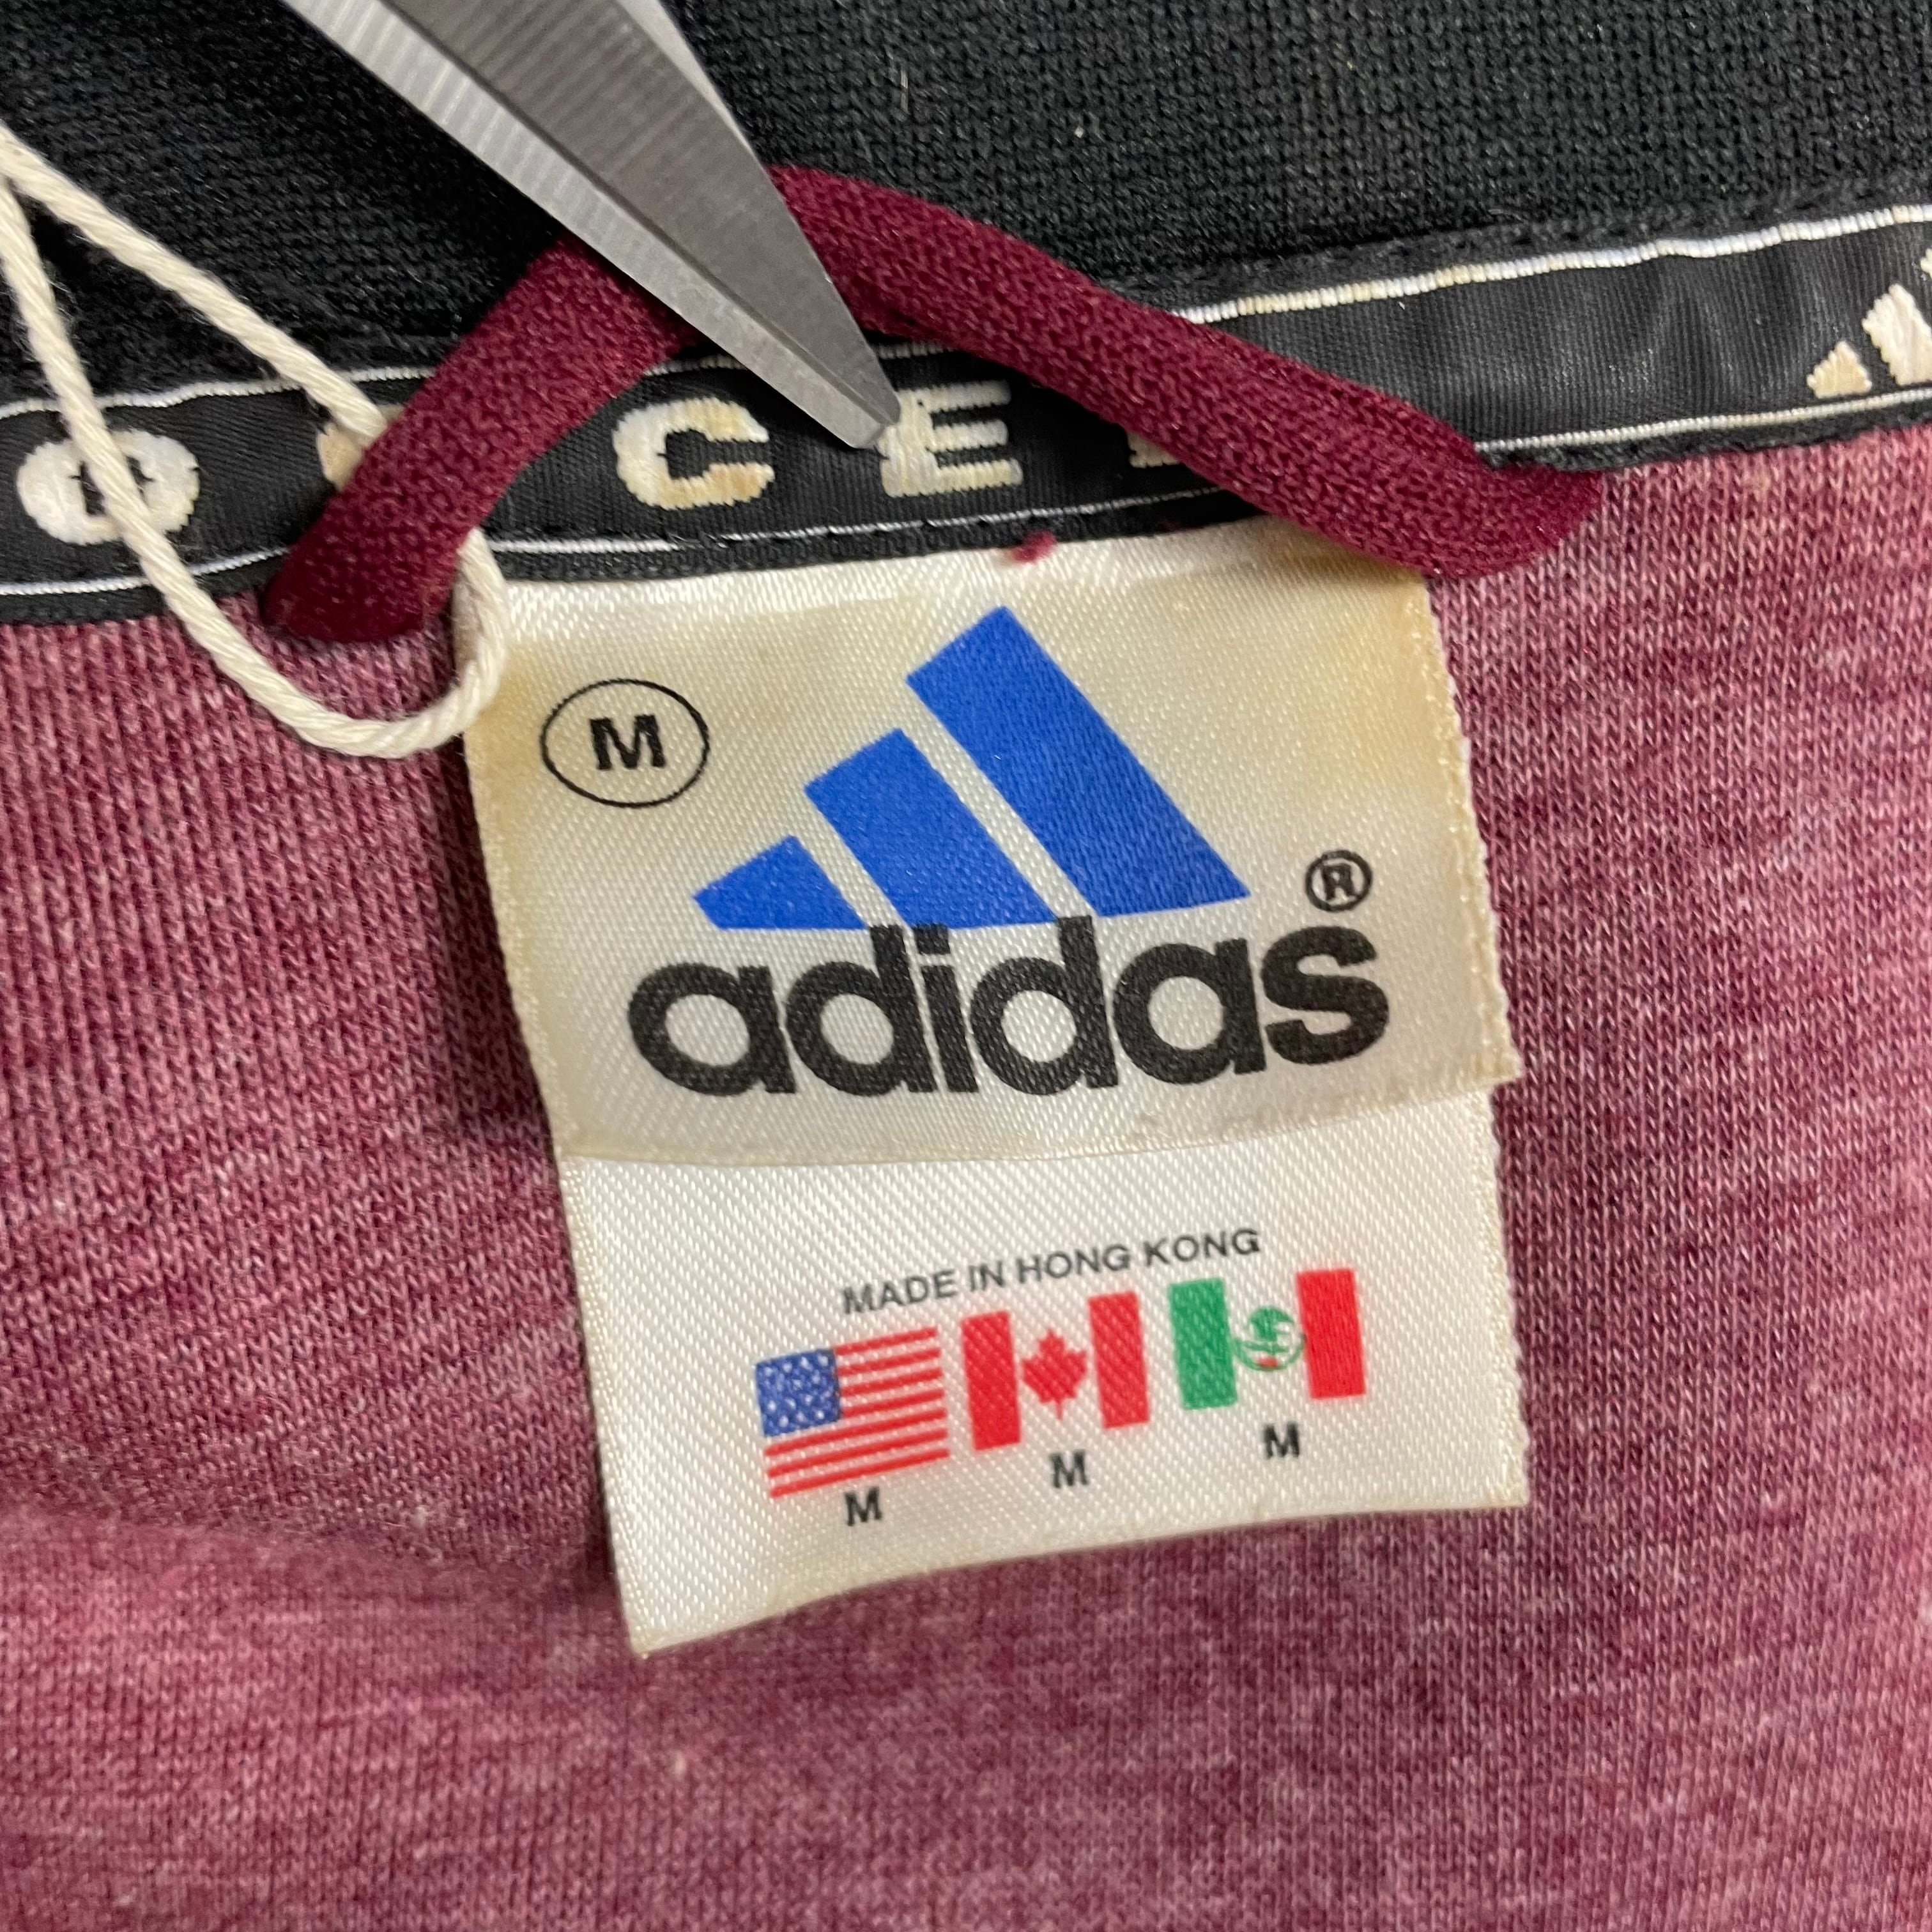 C E
M
adidas®
MADE IN HONG KONG
M M M